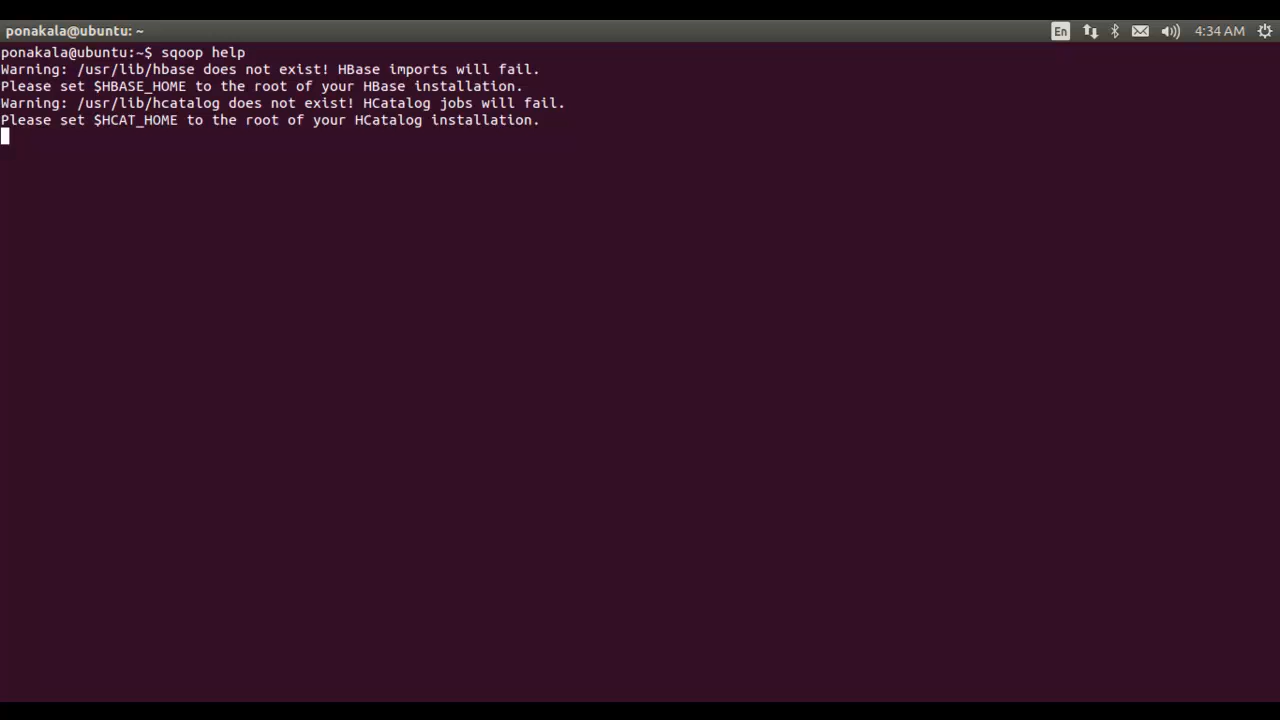 ponakala@ubuntu: ~
En
4:34 AM
ponakala@ubuntu:~$ sqoop help
Warning: /usr/lib/hbase does not exist! HBase imports will fail.
Please set $HBASE_HOME to the root of your HBase installation.
Warning: /usr/lib/hcatalog does not exist! HCatalog jobs will fail.
Please set $HCAT_HOME to the root of your HCatalog installation.